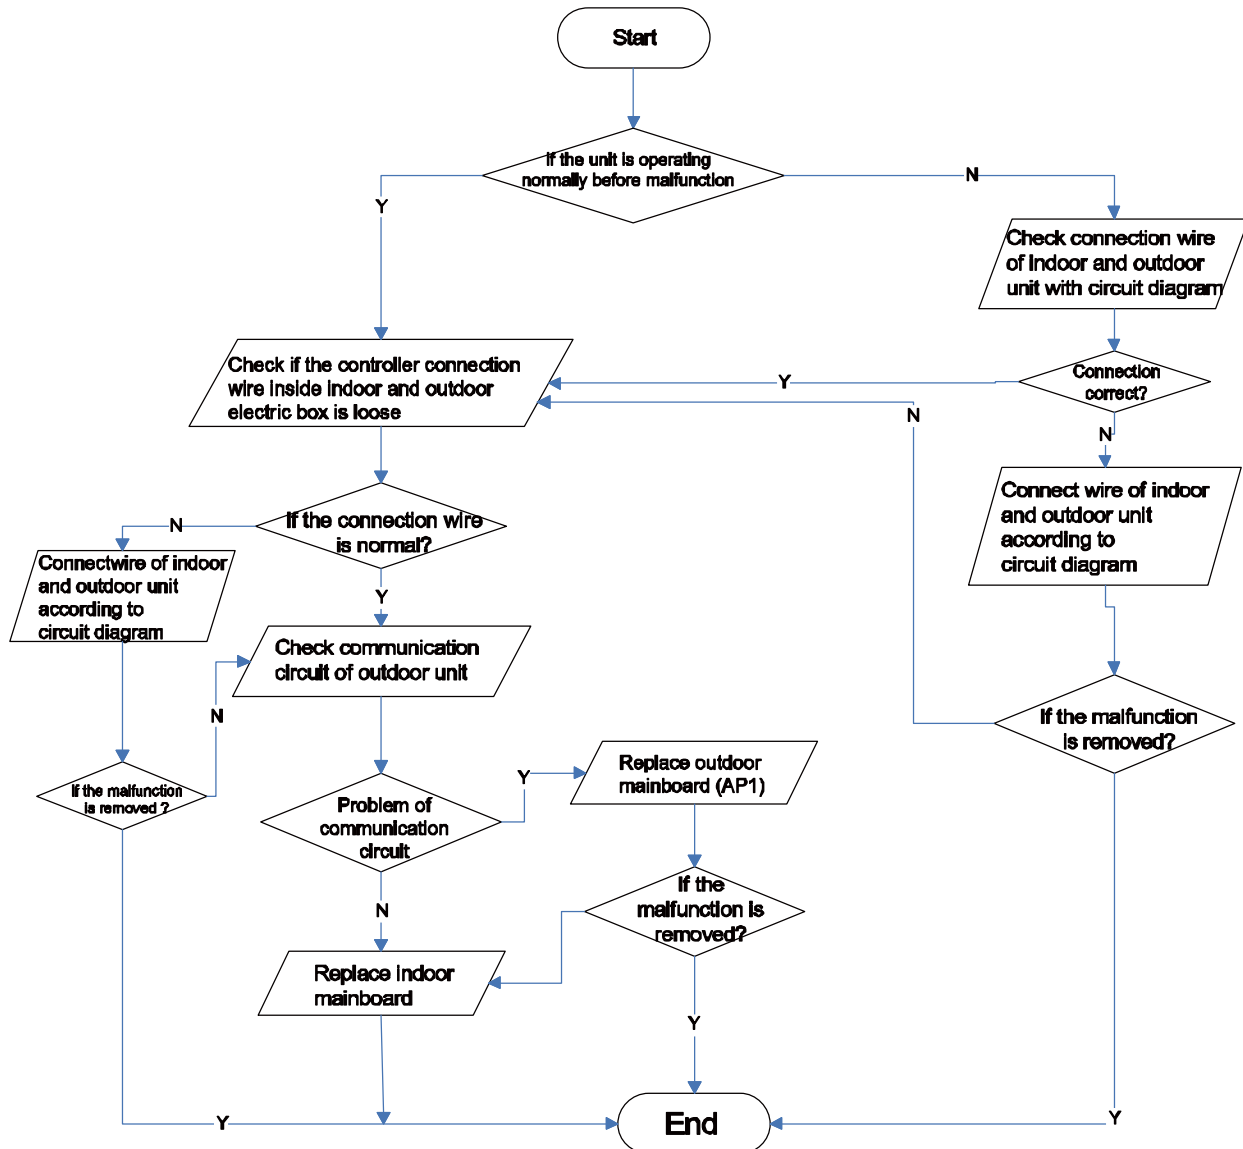 Start
If the unit is operating
normally before malfunction
N
Y
Check connection wire
of indoor and outdoor
unit with circuit diagram
Check if the controller connection
wire inside indoor and outdoor
electric box is loose
Y
Connection
correct?
N
N
If the connection wire
is normal?
N
Connect wire of indoor
and outdoor unit
according to
circuit diagram
Connectwire of indoor
and outdoor unit
according to
circuit diagram
Y
Check communication
circuit of outdoor unit
N
If the malfunction
is removed?
Replace outdoor
mainboard (AP1)
Y
If the malfunction
is removed ?
Problem of
communication
circuit
If the
malfunction is
removed?
N
Replace indoor
mainboard
Y
Y
End
Y